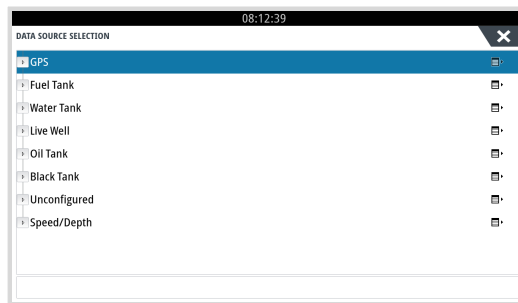 08:12:39
DATA SOURCE SELECTION
GPS
Fuel Tank
Water Tank
Live Well
Oil Tank
Black Tank
Unconfigured
Speed/Depth